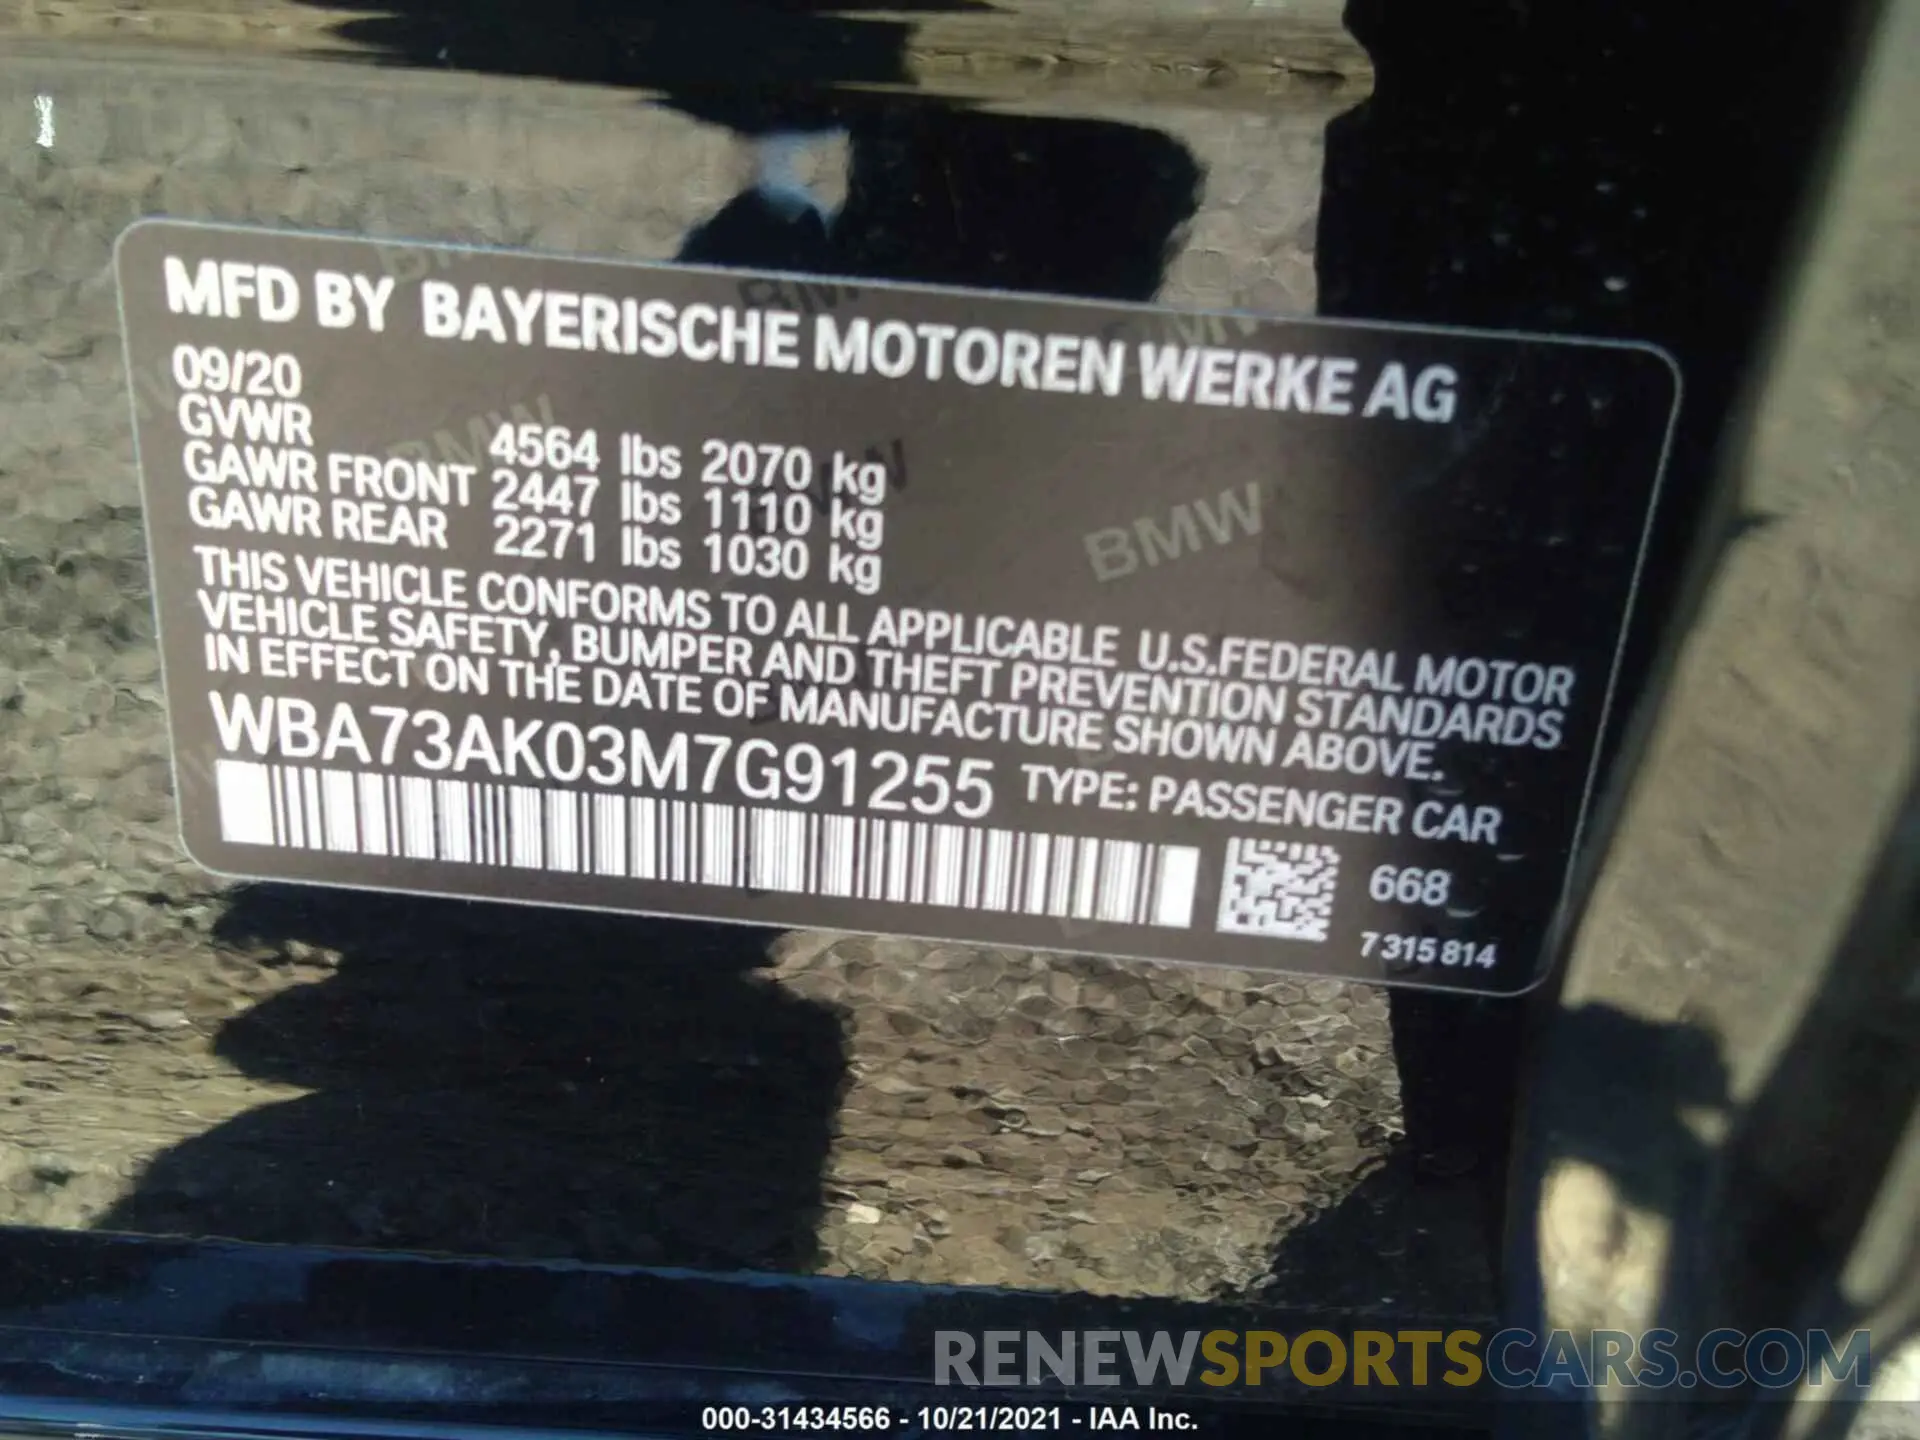 MFD BY BAYERISCHE MOTOREN WERKE AG
09/20
GVWR 4564 lbs 2070 kg
GAWR FRONT 2447 lbs 1110 kg
GAWR REAR 2271 lbs 1030 kg
THIS VEHICLE CONFORMS TO ALL APPLICABLE U.S.FEDERAL MOTOR
VEHICLE SAFETY, BUMPER AND THEFT PREVENTION STANDARDS
IN EFFECT ON THE DATE OF MANUFACTURE SHOWN ABOVE.
WBA73AK03M7G91255 TYPE: PASSENGER CAR
668
7 315 814
BMW
RENEWSPORTSCARS.COM
000-31434566 - 10/21/2021 - IAA Inc.